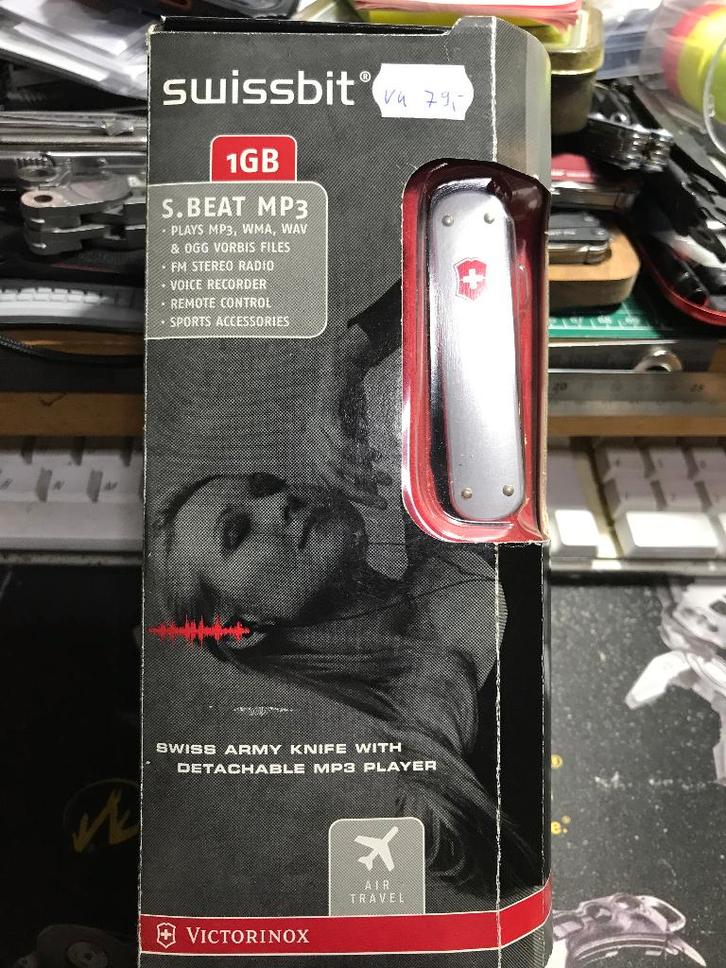 swissbit®
va 79,-
1GB
S.BEAT MP3
· PLAYS MP3, WMA, WAV
& OGG VORBIS FILES
· FM STEREO RADIO
· VOICE RECORDER
· REMOTE CONTROL
· SPORTS ACCESSORIES
SWISS ARMY KNIFE WITH
DETACHABLE MP3 PLAYER
AIR
TRAVEL
VICTORINOX